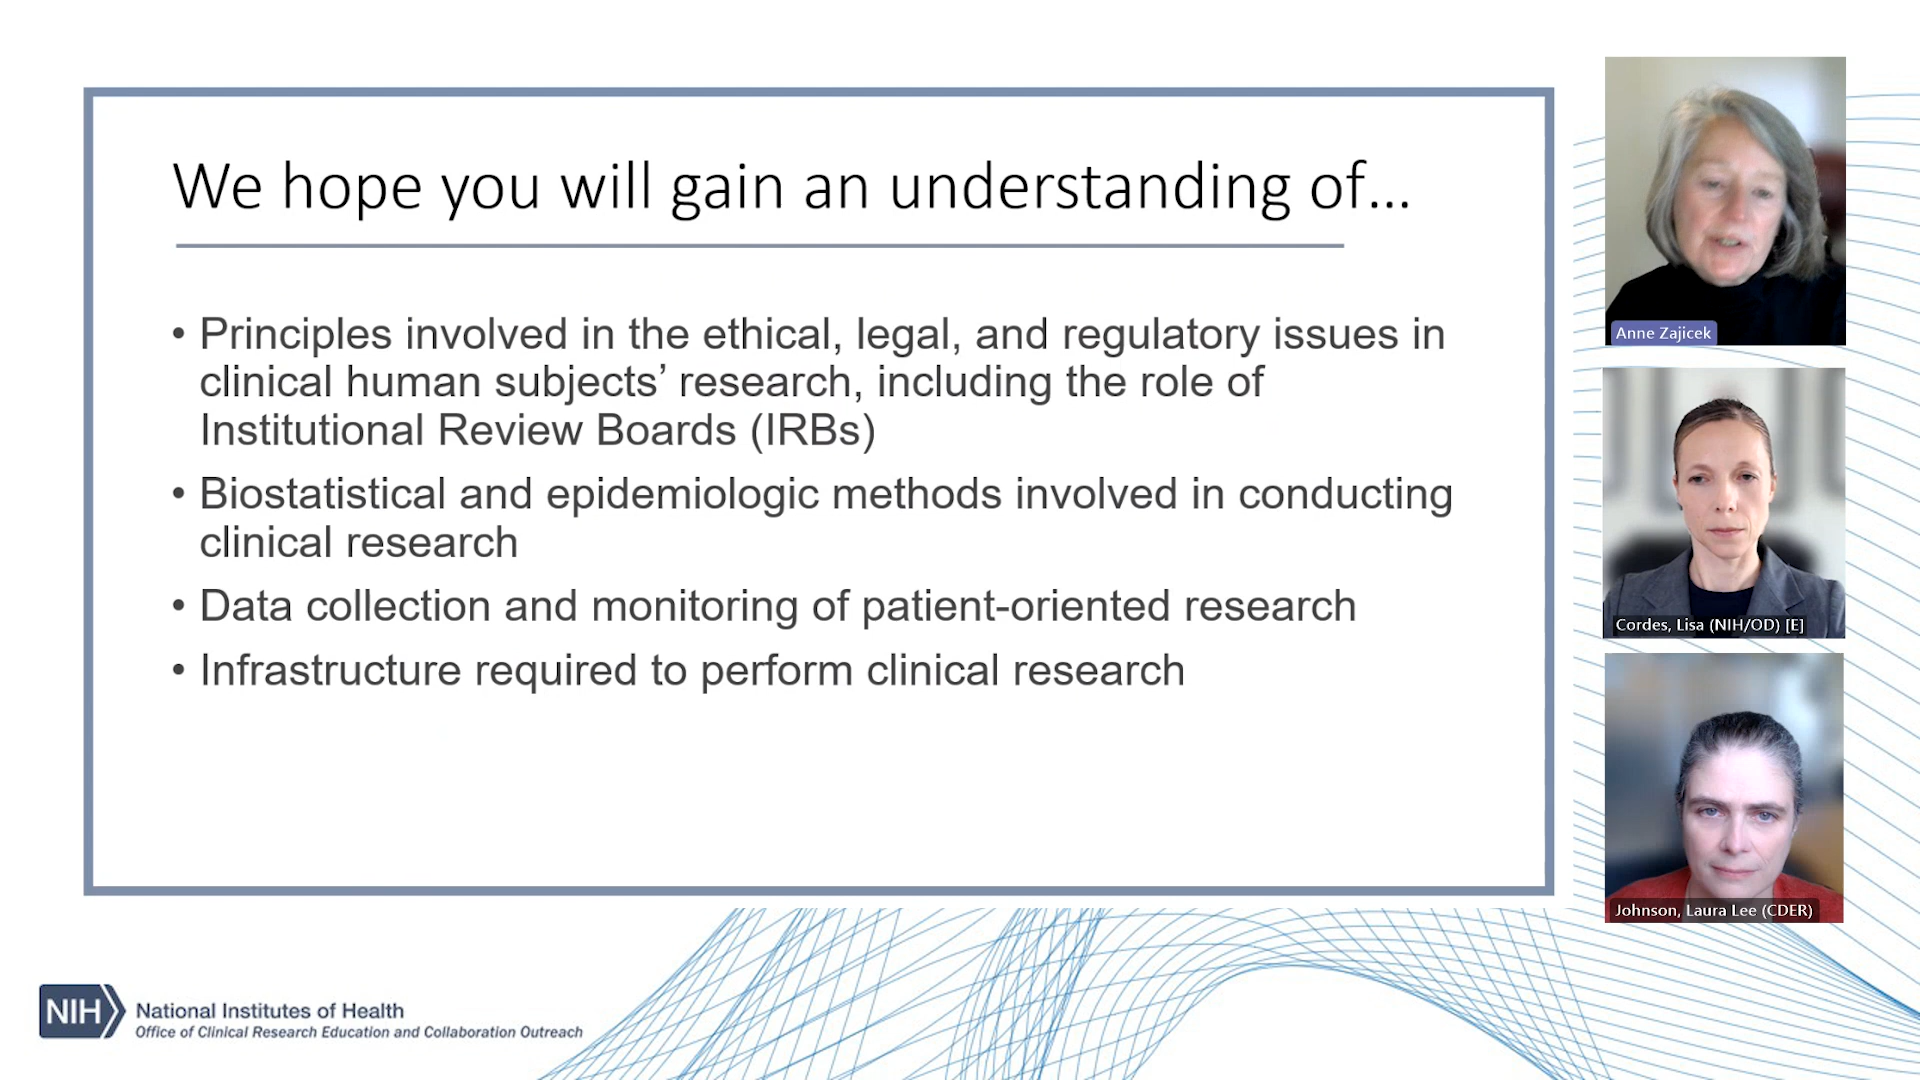 We hope you will gain an understanding of...
• Principles involved in the ethical, legal, and regulatory issues in
clinical human subjects’ research, including the role of
Institutional Review Boards (IRBs)
• Biostatistical and epidemiologic methods involved in conducting
clinical research
• Data collection and monitoring of patient-oriented research
• Infrastructure required to perform clinical research
Anne Zajicek
Cordes, Lisa (NIH/OD) [E]
Johnson, Laura Lee (CDER)
NIH
National Institutes of Health
Office of Clinical Research Education and Collaboration Outreach